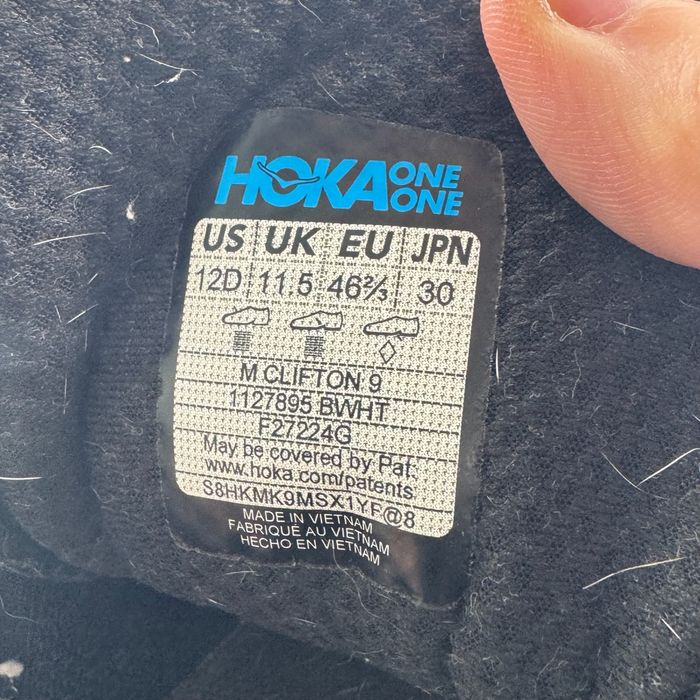 HOKA ONE ONE
US UK EU JPN
12D 11.5 46⅔ 30
M CLIFTON 9
1127895 BWHT
F27224G
May be covered by Pat
www.hoka.com/patents
S8HKMK9MSX1YF@8
MADE IN VIETNAM
FABRIQUÉ AU VIETNAM
HECHO EN VIETNAM